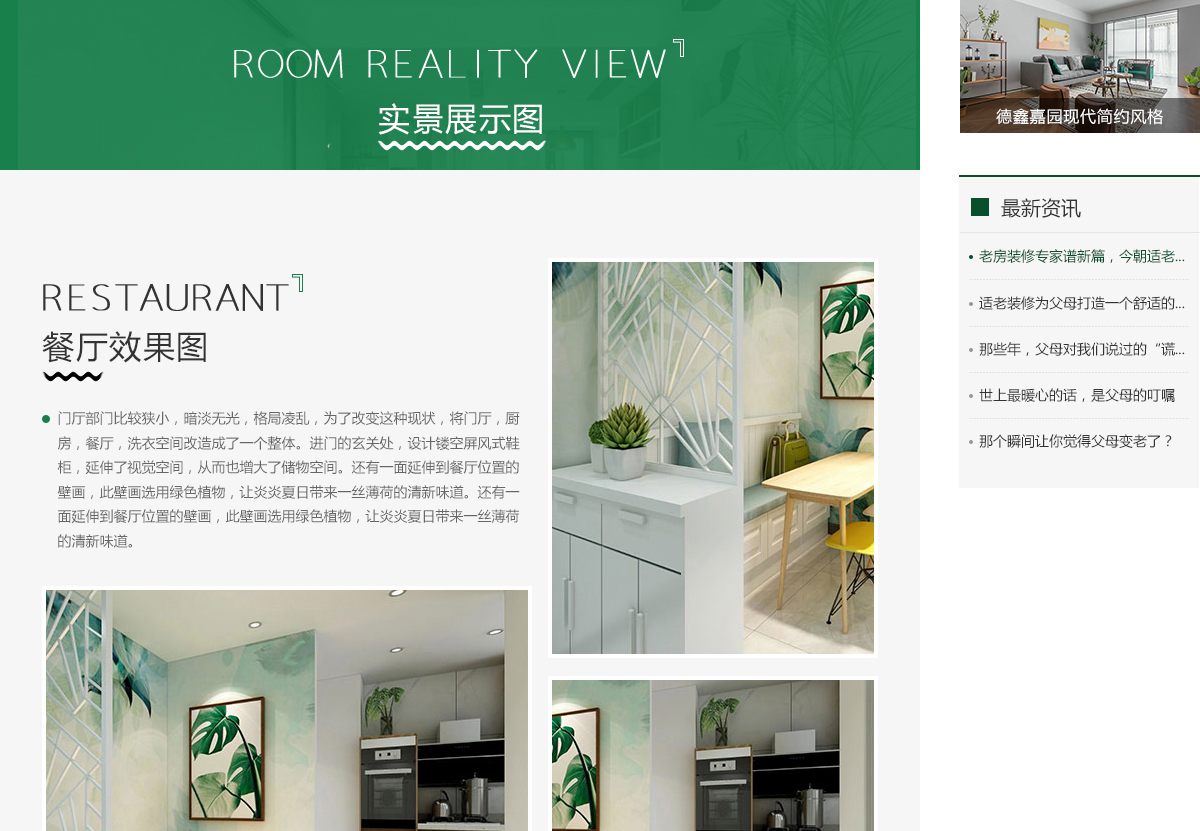 ROOM REALITY VIEW
实景展示图
RESTAURANT
餐厅效果图
门厅部门比较狭小，暗淡无光，格局凌乱，为了改变这种现状，将门厅，厨
房，餐厅，洗衣空间改造成了一个整体。进门的玄关处，设计镂空屏风式鞋
柜，延伸了视觉空间，从而也增大了储物空间。还有一面延伸到餐厅位置的
壁画，此壁画选用绿色植物，让炎炎夏日带来一丝薄荷的清新味道。还有一
面延伸到餐厅位置的壁画，此壁画选用绿色植物，让炎炎夏日带来一丝薄荷
的清新味道。
德鑫嘉园现代简约风格
最新资讯
老房装修专家谱新篇，今朝适老...
适老装修为父母打造一个舒适的...
那些年，父母对我们说过的“谎...
世上最暖心的话，是父母的叮嘱
那个瞬间让你觉得父母变老了？